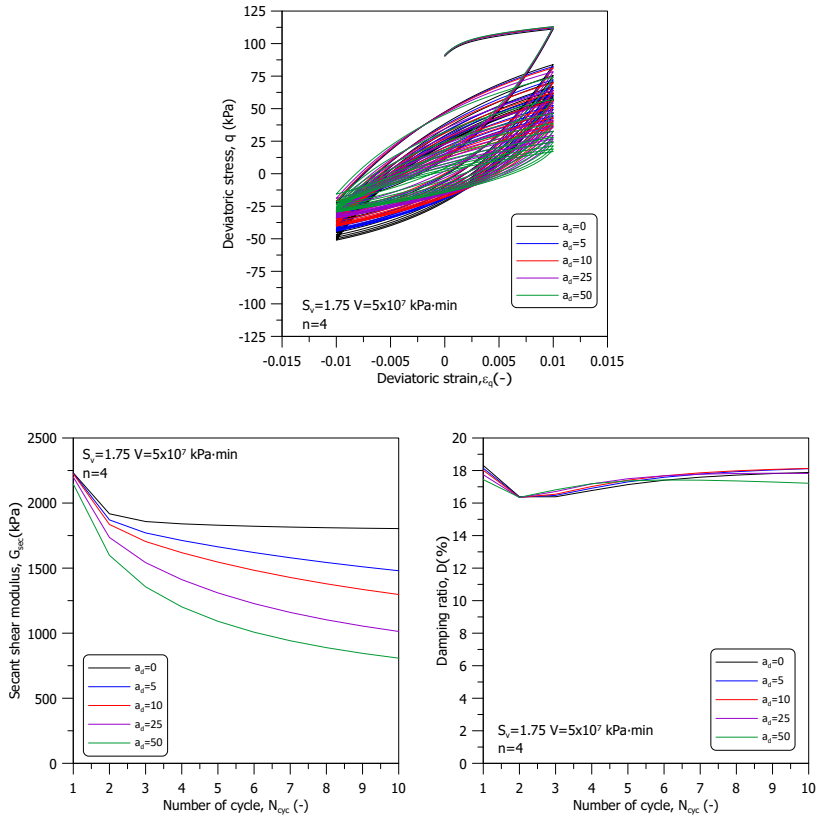 125
100
75
50
25
0
-25
-50
-75
-100
-125
Deviatoric stress, q (kPa)
a_d=0
a_d=5
a_d=10
a_d=25
a_d=50
S_v=1.75 V=5x10⁷ kPa·min
n=4
-0.015 -0.01 -0.005 0 0.005 0.01 0.015
Deviatoric strain,ε_q(-)
2500
2000
1500
1000
500
0
Secant shear modulus, G_sec(kPa)
S_v=1.75 V=5x10⁷ kPa·min
n=4
a_d=0
a_d=5
a_d=10
a_d=25
a_d=50
1 2 3 4 5 6 7 8 9 10
Number of cycle, N_cyc (-)
20
18
16
14
12
10
8
6
4
2
0
Damping ratio, D(%)
a_d=0
a_d=5
a_d=10
a_d=25
a_d=50
S_v=1.75 V=5x10⁷ kPa·min
n=4
1 2 3 4 5 6 7 8 9 10
Number of cycle, N_cyc (-)